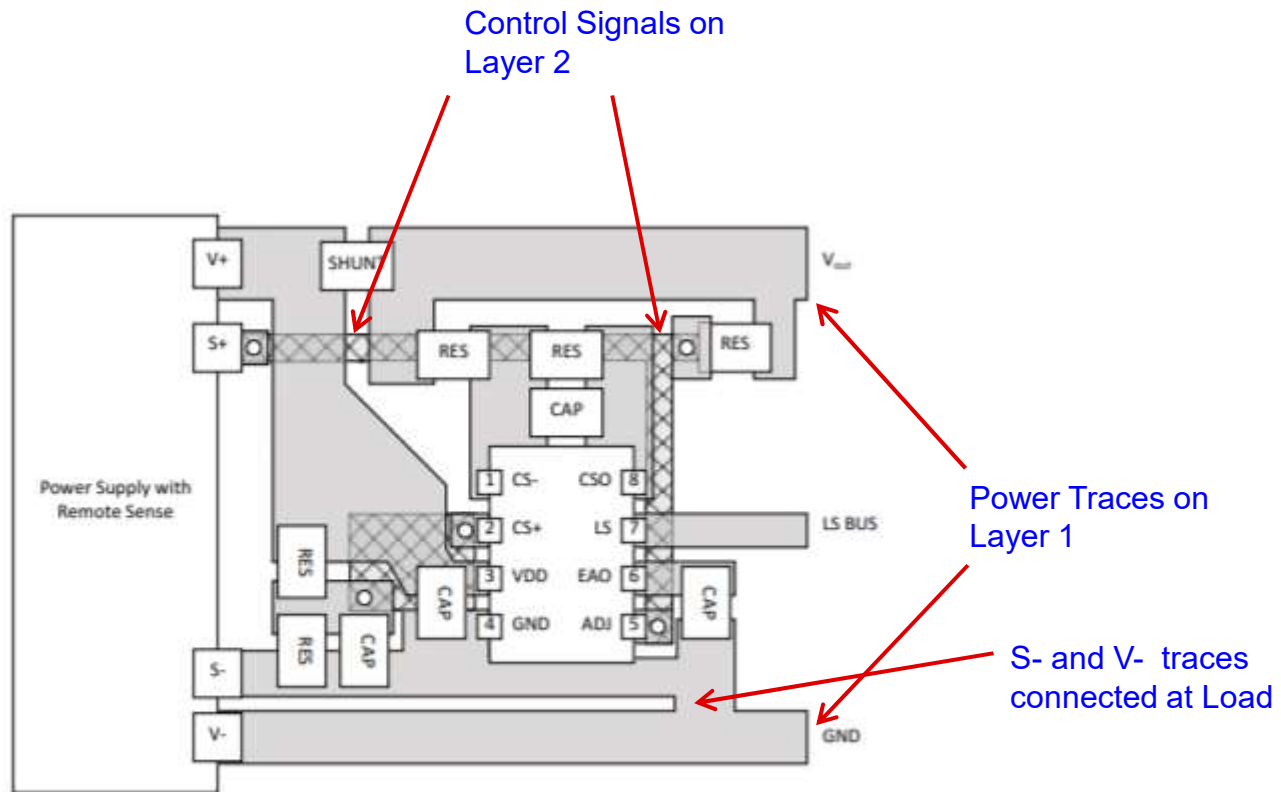 Control Signals on
Layer 2
V+
SHUNT
V_out
S+
RES
RES
RES
CAP
Power Supply with
Remote Sense
1 CS- CSO 8
2 CS+ LS 7
3 VDD EAO 6
4 GND ADJ 5
LS BUS
Power Traces on
Layer 1
RES
CAP
CAP
RES
CAP
S-
S- and V- traces
connected at Load
V-
GND